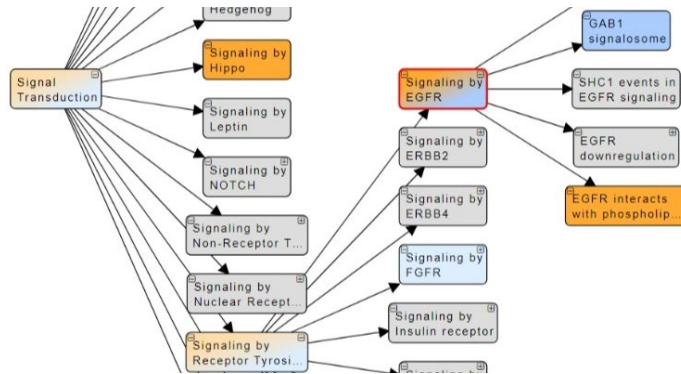 Hedgehog
Signaling by
Hippo
Signal
Transduction
Signaling by
Leptin
Signaling by
NOTCH
Signaling by
Non-Receptor T...
Signaling by
Nuclear Recept...
Signaling by
Receptor Tyrosi...
Signaling by
EGFR
Signaling by
ERBB2
Signaling by
ERBB4
Signaling by
FGFR
Signaling by
Insulin receptor
Signaling by
GAB1
signalosome
SHC1 events in
EGFR signaling
EGFR
downregulation
EGFR interacts
with phospholip...